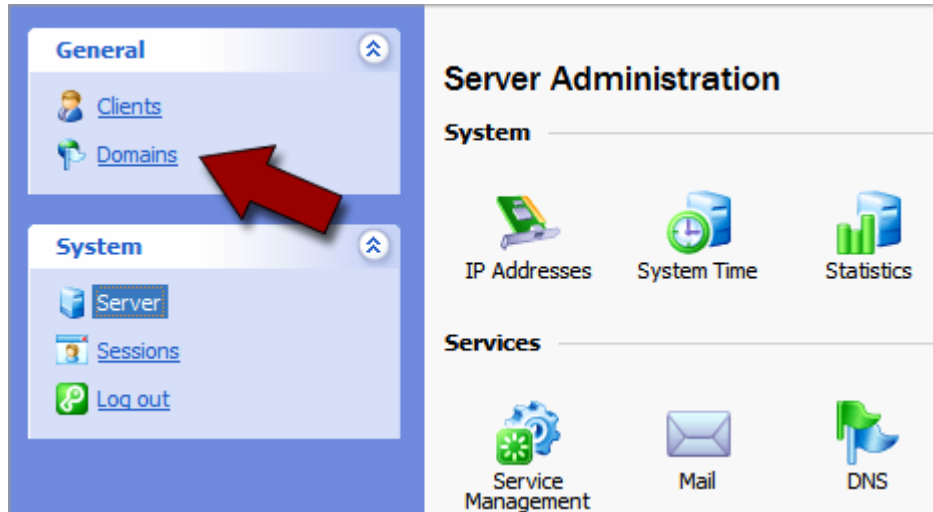 General
Clients
Domains
System
Server
Sessions
Log out
Server Administration
System
IP Addresses
System Time
Statistics
Services
Service
Management
Mail
DNS